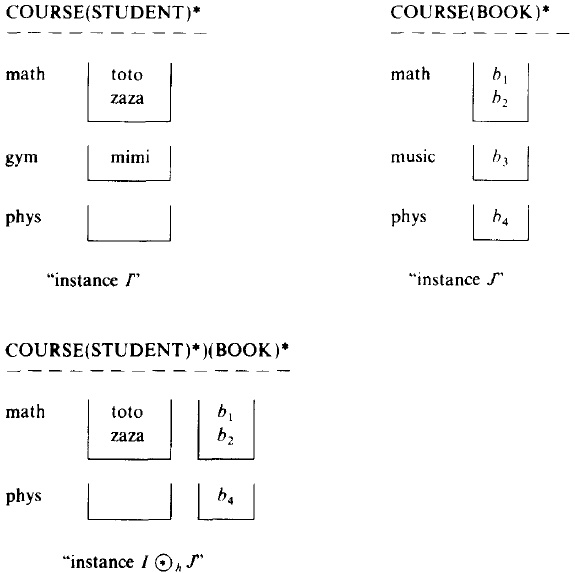 COURSE(STUDENT)* COURSE(BOOK)*
math toto math b₁
zaza b₂
gym mimi music b₃
phys phys b₄
“instance I” “instance J”
COURSE(STUDENT)*)(BOOK)*
math toto b₁
zaza b₂
phys b₄
“instance I ⊛ₕ J”